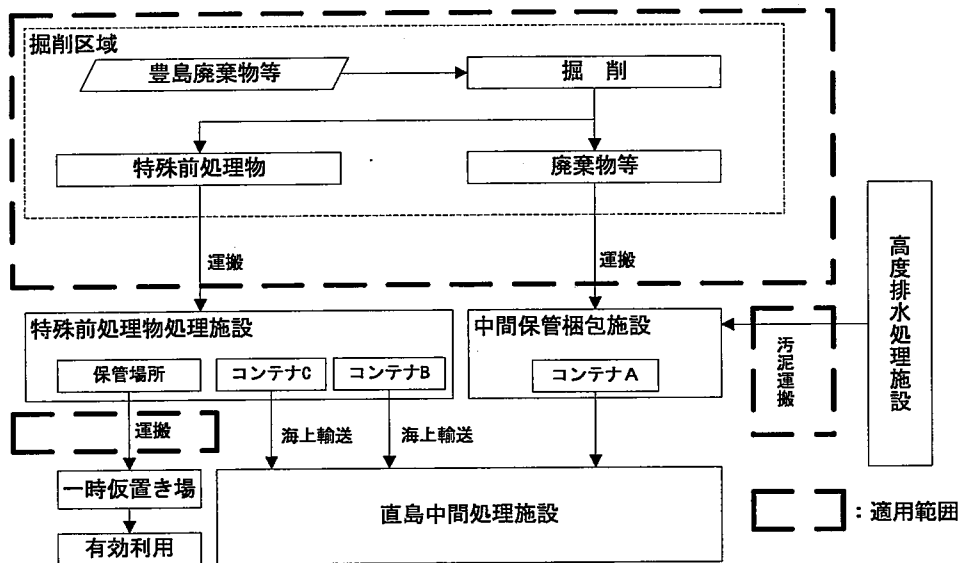 掘削区域
豊島廃棄物等
掘 削
特殊前処理物
廃棄物等
運搬
運搬
高度排水処理施設
特殊前処理物処理施設
中間保管梱包施設
保管場所
コンテナC
コンテナB
コンテナA
汚泥運搬
運搬
海上輸送
海上輸送
一時仮置き場
直島中間処理施設
:適用範囲
有効利用